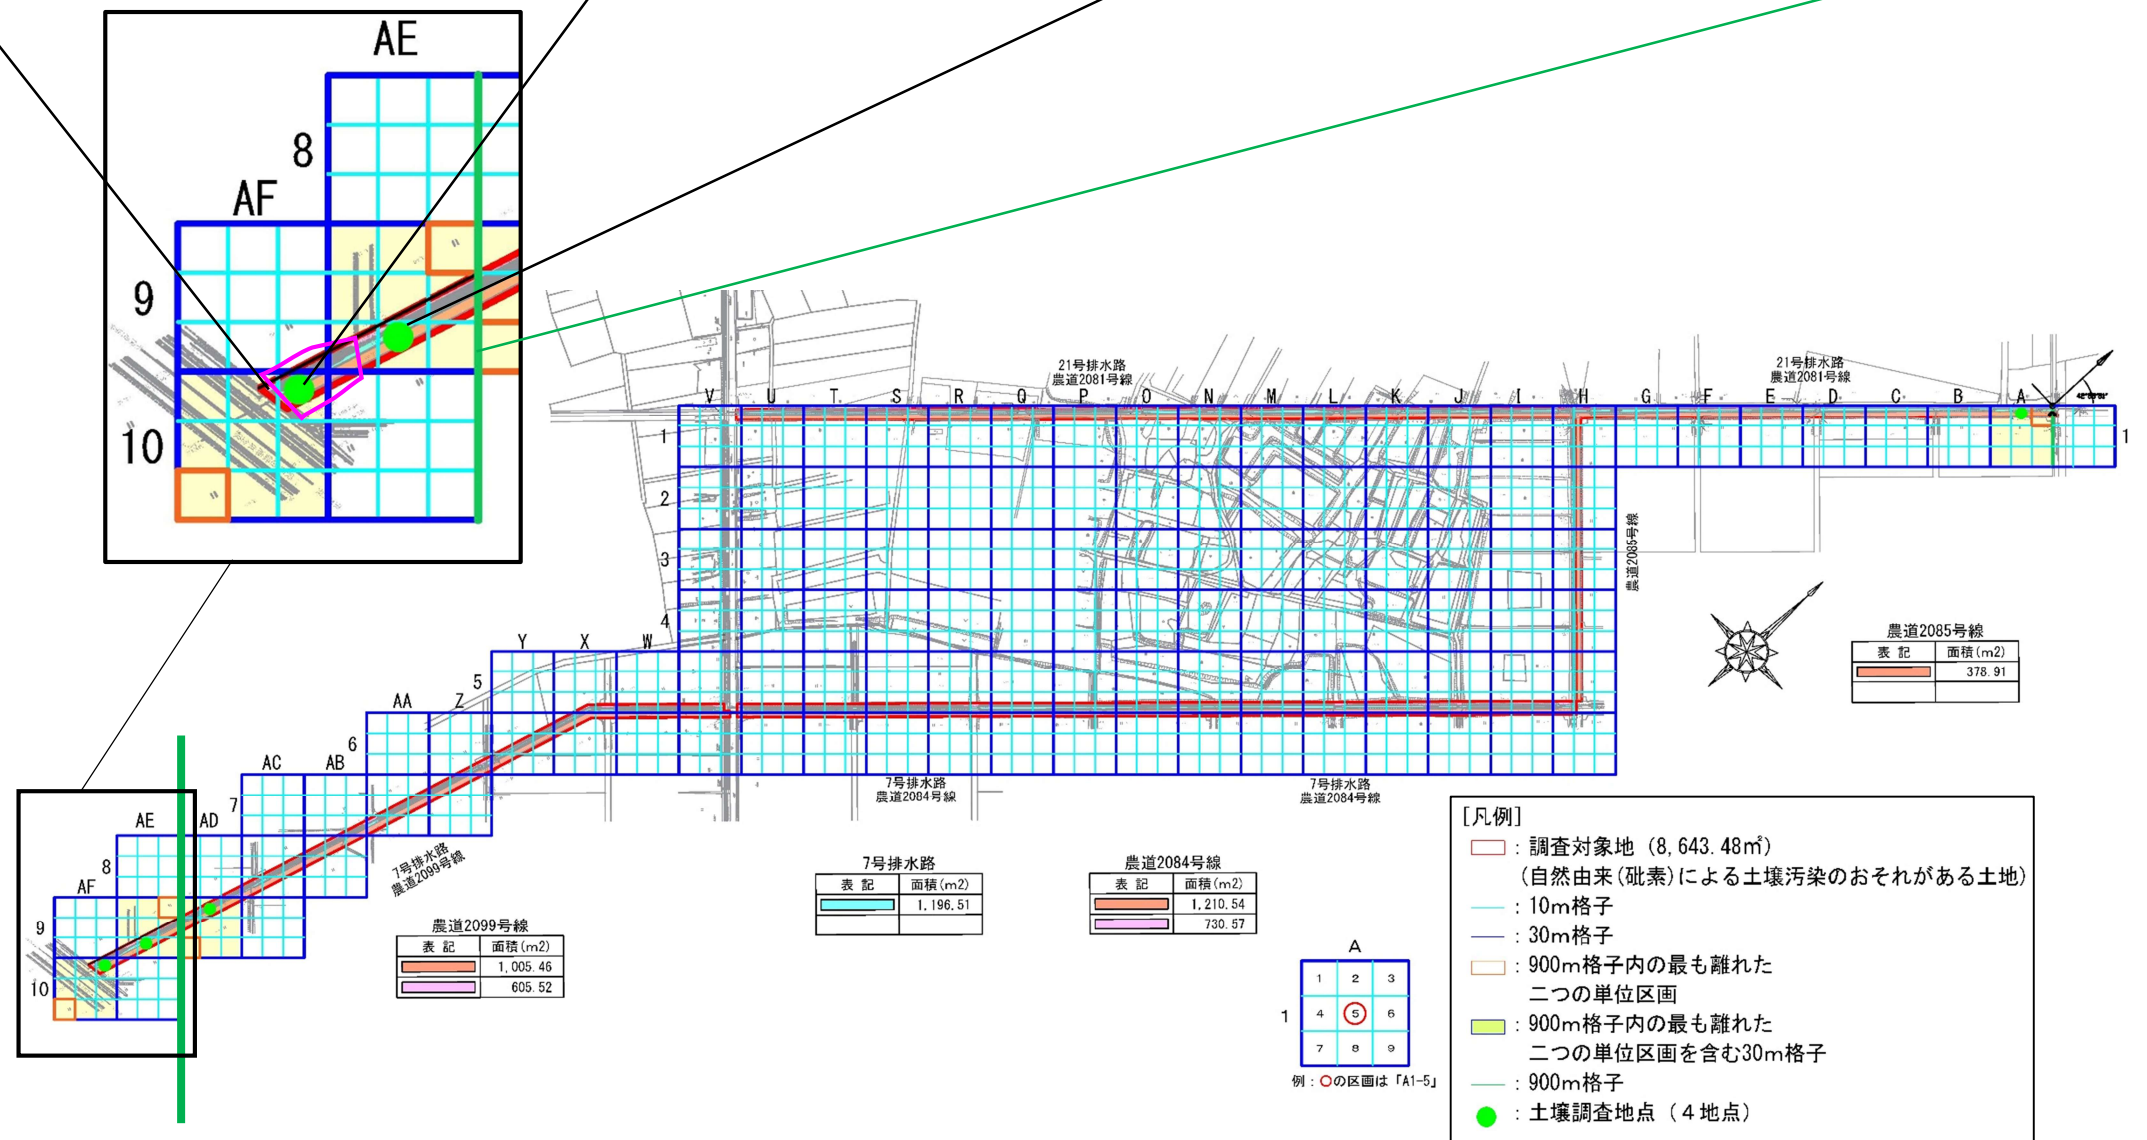 AE
8
AF
9
10
21号排水路
農道2081号線
21号排水路
農道2081号線
V U T S R Q P O N M L K J I H G F E D C B A
1
1
2
3
4
農道2085号線
Y X W
5
AA Z
6
AC AB
7
AE AD
8
AF
9
10
7号排水路
農道2099号線
7号排水路
農道2084号線
7号排水路
農道2084号線
農道2085号線
表 記 面積(m2)
378.91
7号排水路
表 記 面積(m2)
1,196.51
農道2084号線
表 記 面積(m2)
1,210.54
730.57
農道2099号線
表 記 面積(m2)
1,005.46
605.52
A
1 2 3
4 5 6
7 8 9
1
例：〇の区画は「A1-5」
[凡例]
：調査対象地（8,643.48㎡）
(自然由来(砒素)による土壌汚染のおそれがある土地)
：10m格子
：30m格子
：900m格子内の最も離れた
二つの単位区画
：900m格子内の最も離れた
二つの単位区画を含む30m格子
：900m格子
：土壌調査地点（４地点）